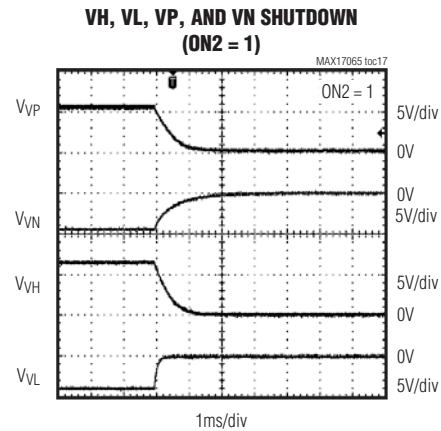 VH, VL, VP, AND VN SHUTDOWN
(ON2 = 1)
MAX17065 toc17
ON2 = 1
VVP
5V/div
0V
0V
VVN
5V/div
VVH
5V/div
0V
0V
VVL
5V/div
1ms/div